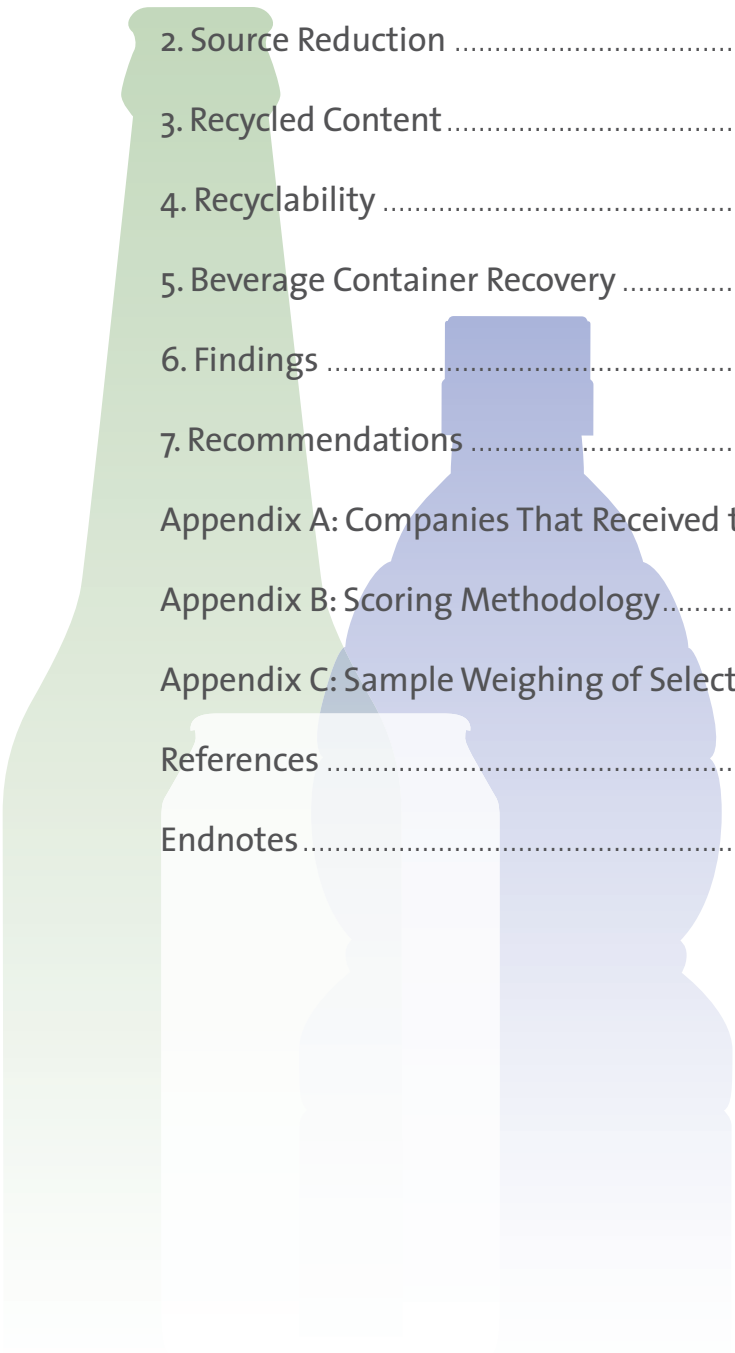 2. Source Reduction ..................................
3. Recycled Content ...................................
4. Recyclability ...........................................
5. Beverage Container Recovery .............
6. Findings ..................................................
7. Recommendations ................................
Appendix A: Companies That Received
Appendix B: Scoring Methodology.........
Appendix C: Sample Weighing of
References ..................................................
Endnotes .....................................................